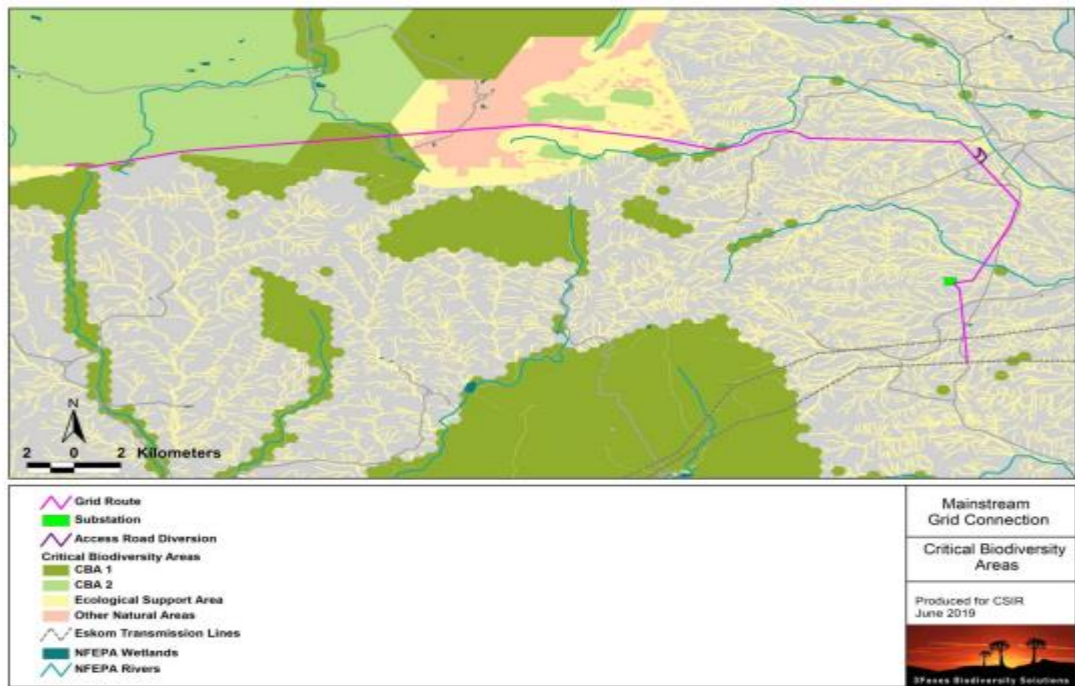 N
2 0 2 Kilometers
Grid Route
Substation
Access Road Diversion
Critical Biodiversity Areas
CBA 1
CBA 2
Ecological Support Area
Other Natural Areas
Eskom Transmission Lines
NFEPA Wetlands
NFEPA Rivers
Mainstream
Grid Connection
Critical Biodiversity
Areas
Produced for CSIR
June 2019
3Foxes Biodiversity Solutions